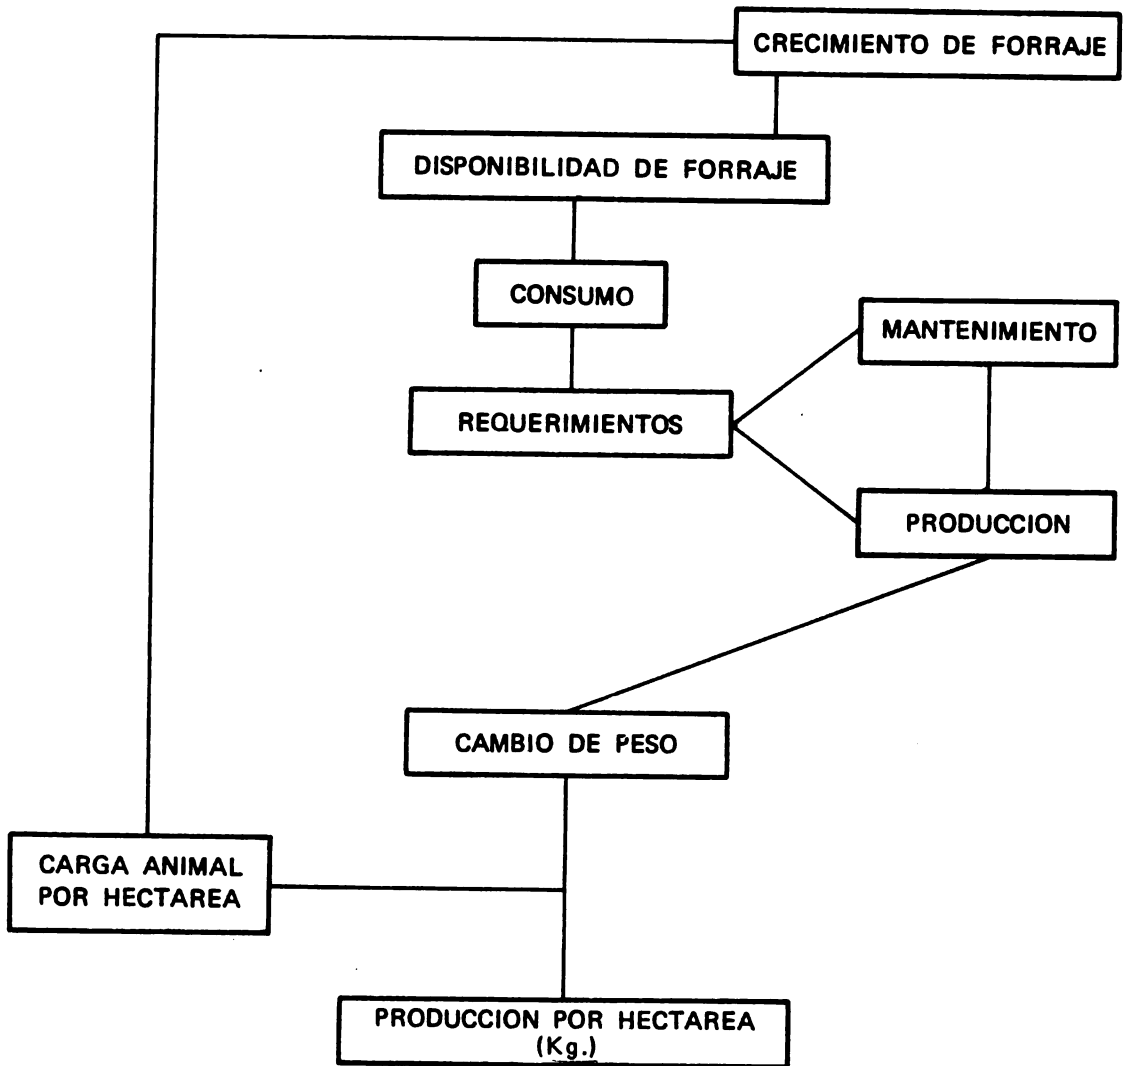 CRECIMIENTO DE FORRAJE
DISPONIBILIDAD DE FORRAJE
CONSUMO
MANTENIMIENTO
REQUERIMIENTOS
PRODUCCION
CAMBIO DE PESO
CARGA ANIMAL
POR HECTAREA
PRODUCCION POR HECTAREA
(Kg.)